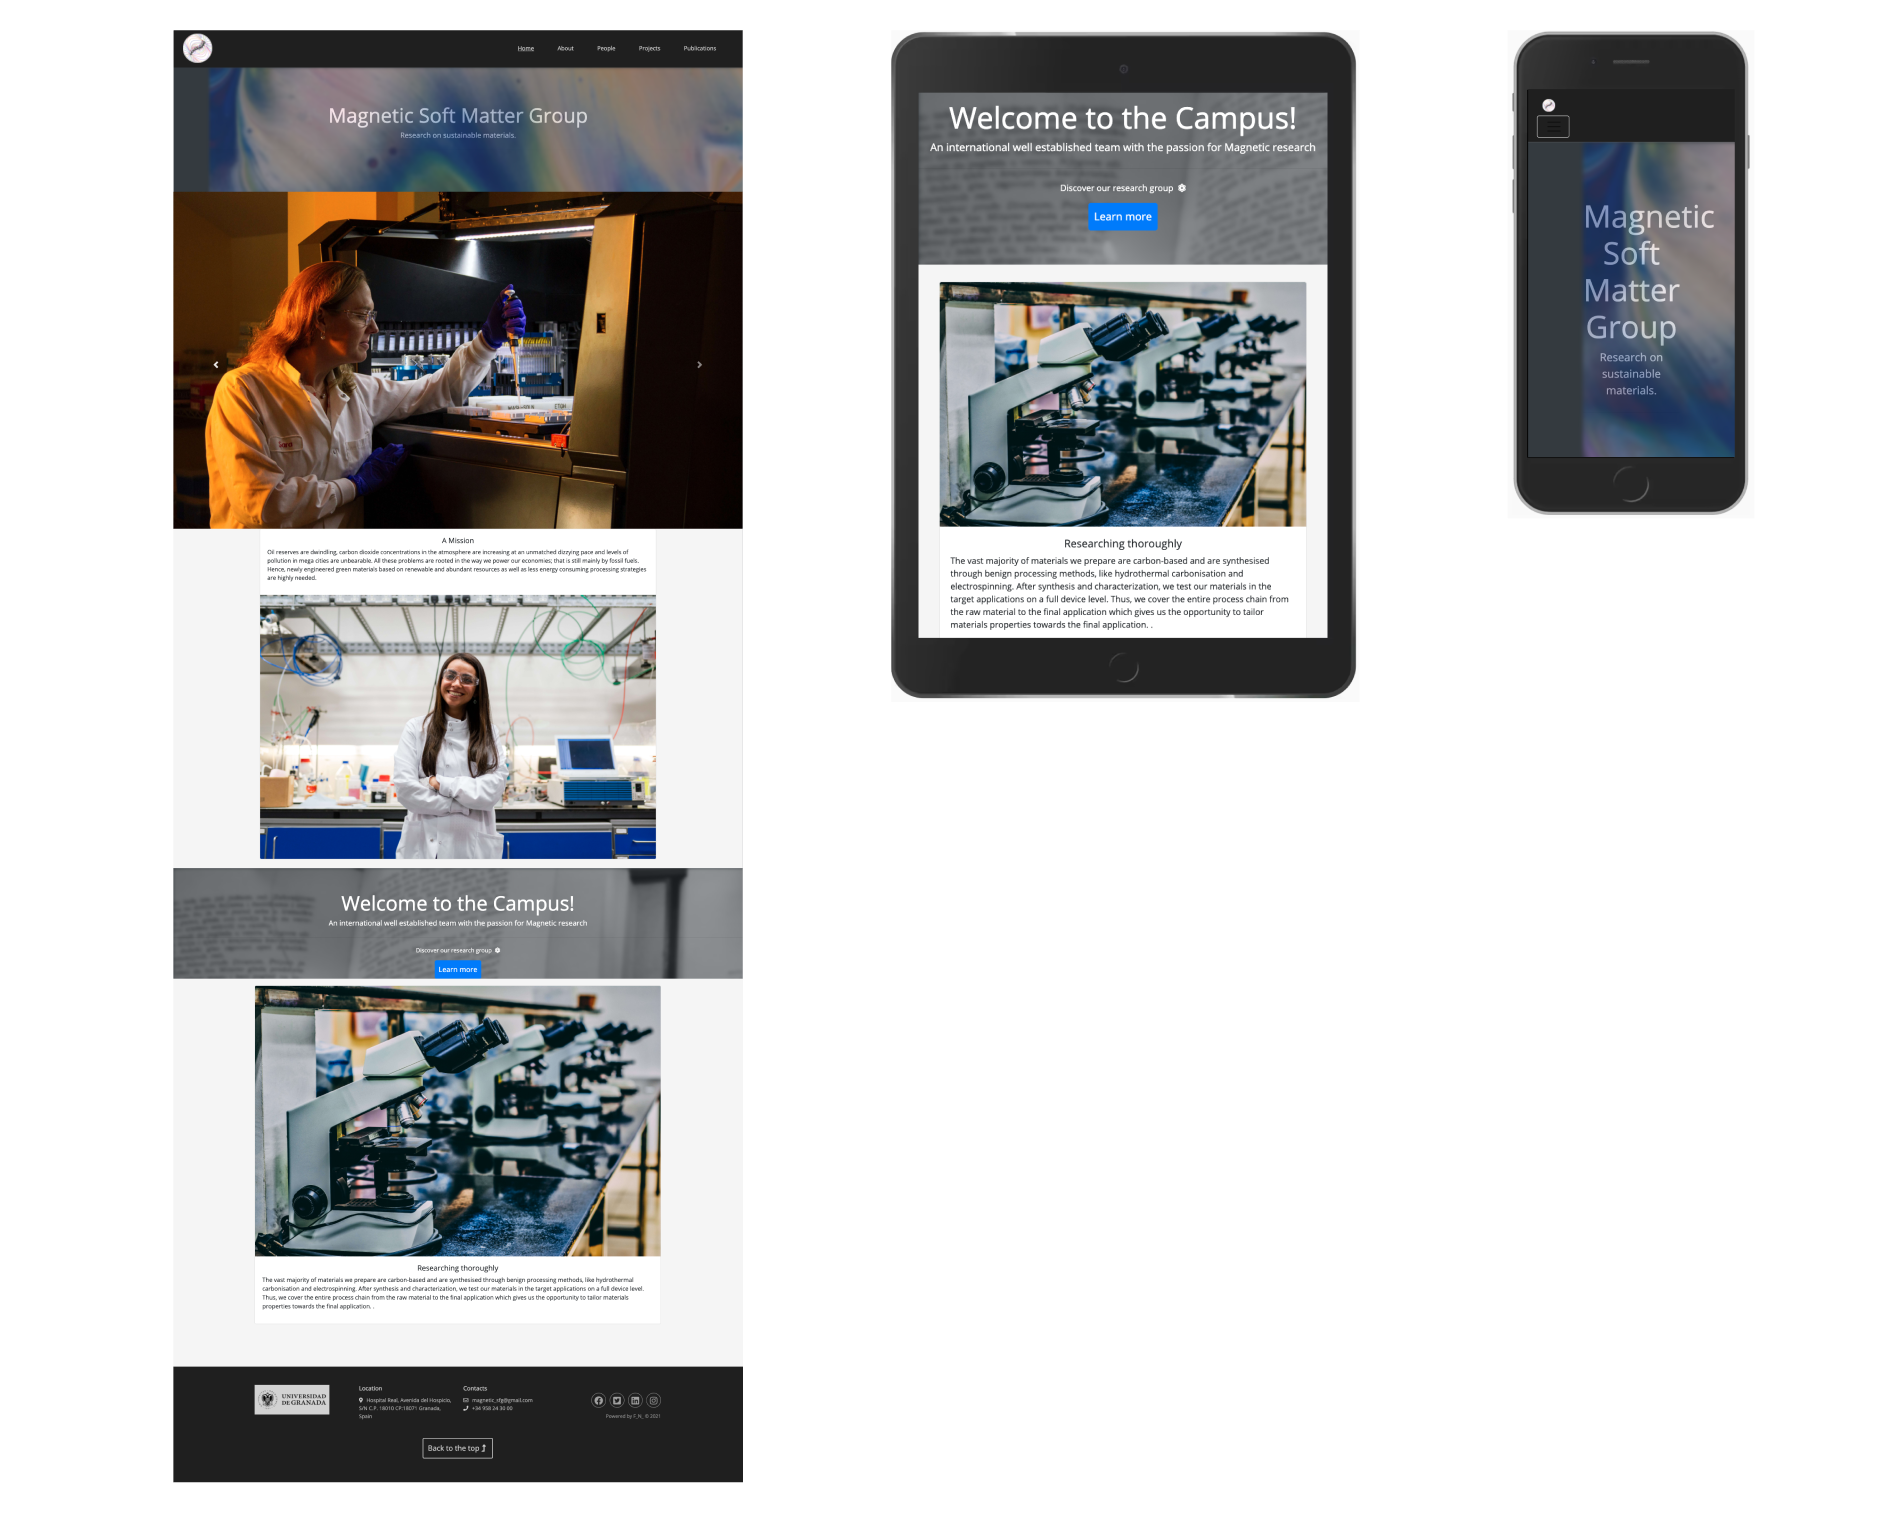 Home About People Projects Publications
Magnetic Soft Matter Group
Research on sustainable materials.
ETOH
A Mission
Oil reserves are dwindling, carbon dioxide concentrations in the atmosphere are increasing at an unmatched dizzying pace and levels of
pollution in mega cities are unbearable. All these problems are rooted in the way we power our economies; that is still mainly by fossil fuels.
Hence, newly engineered green materials based on renewable and abundant resources as well as less energy consuming processing strategies
are highly needed.
Welcome to the Campus!
An international well established team with the passion for Magnetic research
Discover our research group
Learn more
Researching thoroughly
The vast majority of materials we prepare are carbon-based and are synthesised through benign processing methods, like hydrothermal
carbonisation and electrospinning. After synthesis and characterization, we test our materials in the target applications on a full device level.
Thus, we cover the entire process chain from the raw material to the final application which gives us the opportunity to tailor materials
properties towards the final application. .
UNIVERSIDAD
DE GRANADA
Location
Hospital Real, Avenida del Hospicio,
S/N C.P. 18010 CP:18071 Granada,
Spain
Contacts
magnetic_sfg@gmail.com
+34 958 24 30 00
Powered by F_N_ © 2021
Back to the top
Welcome to the Campus!
An international well established team with the passion for Magnetic research
Discover our research group
Learn more
Researching thoroughly
The vast majority of materials we prepare are carbon-based and are synthesised
through benign processing methods, like hydrothermal carbonisation and
electrospinning. After synthesis and characterization, we test our materials in the
target applications on a full device level. Thus, we cover the entire process chain from
the raw material to the final application which gives us the opportunity to tailor
materials properties towards the final application. .
Magnetic
Soft
Matter
Group
Research on
sustainable
materials.